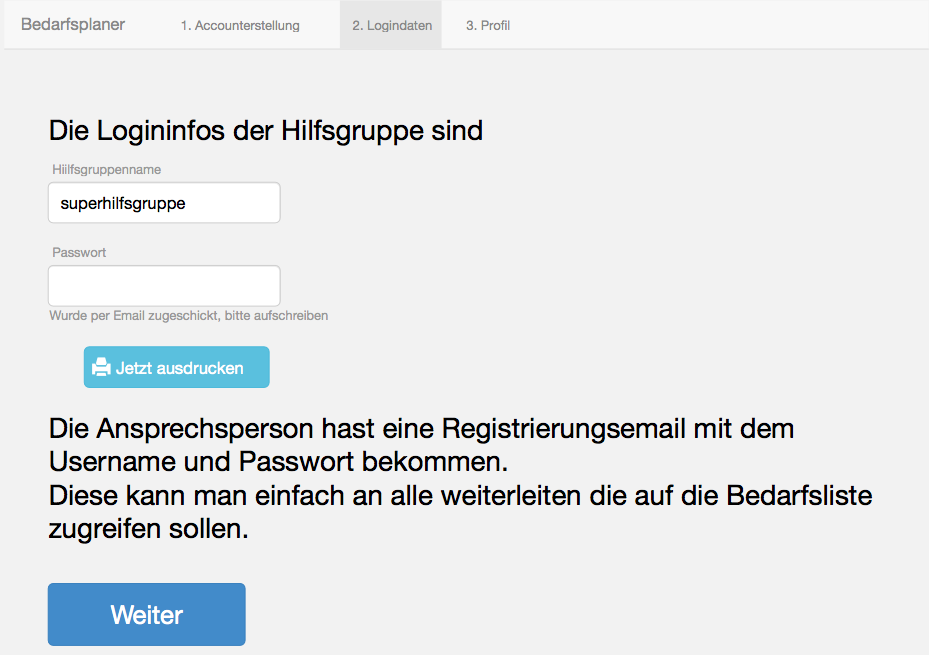 Bedarfsplaner 1. Accounterstellung 2. Logindaten 3. Profil
Die Logininfos der Hilfsgruppe sind
Hiilfsgruppenname
superhilfsgruppe
Passwort
Wurde per Email zugeschickt, bitte aufschreiben
Jetzt ausdrucken
Die Ansprechsperson hast eine Registrierungsemail mit dem
Username und Passwort bekommen.
Diese kann man einfach an alle weiterleiten die auf die Bedarfsliste
zugreifen sollen.
Weiter